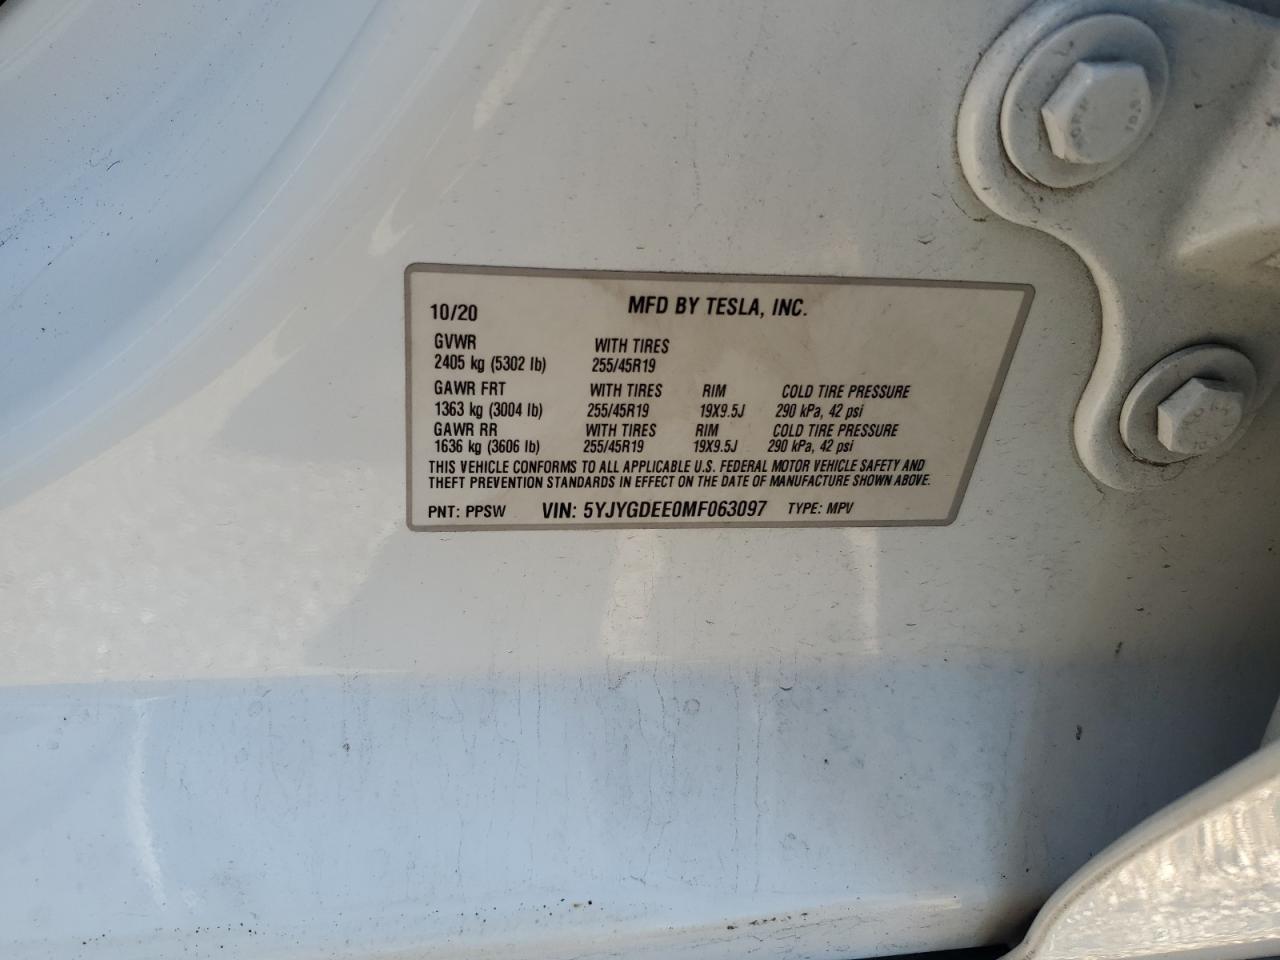 10/20 MFD BY TESLA, INC.
GVWR WITH TIRES
2405 kg (5302 lb) 255/45R19
GAWR FRT WITH TIRES RIM COLD TIRE PRESSURE
1363 kg (3004 lb) 255/45R19 19X9.5J 290 kPa, 42 psi
GAWR RR WITH TIRES RIM COLD TIRE PRESSURE
1636 kg (3606 lb) 255/45R19 19X9.5J 290 kPa, 42 psi
THIS VEHICLE CONFORMS TO ALL APPLICABLE U.S. FEDERAL MOTOR VEHICLE SAFETY AND
THEFT PREVENTION STANDARDS IN EFFECT ON THE DATE OF MANUFACTURE SHOWN ABOVE.
PNT: PPSW VIN: 5YJYGDEE0MF063097 TYPE: MPV